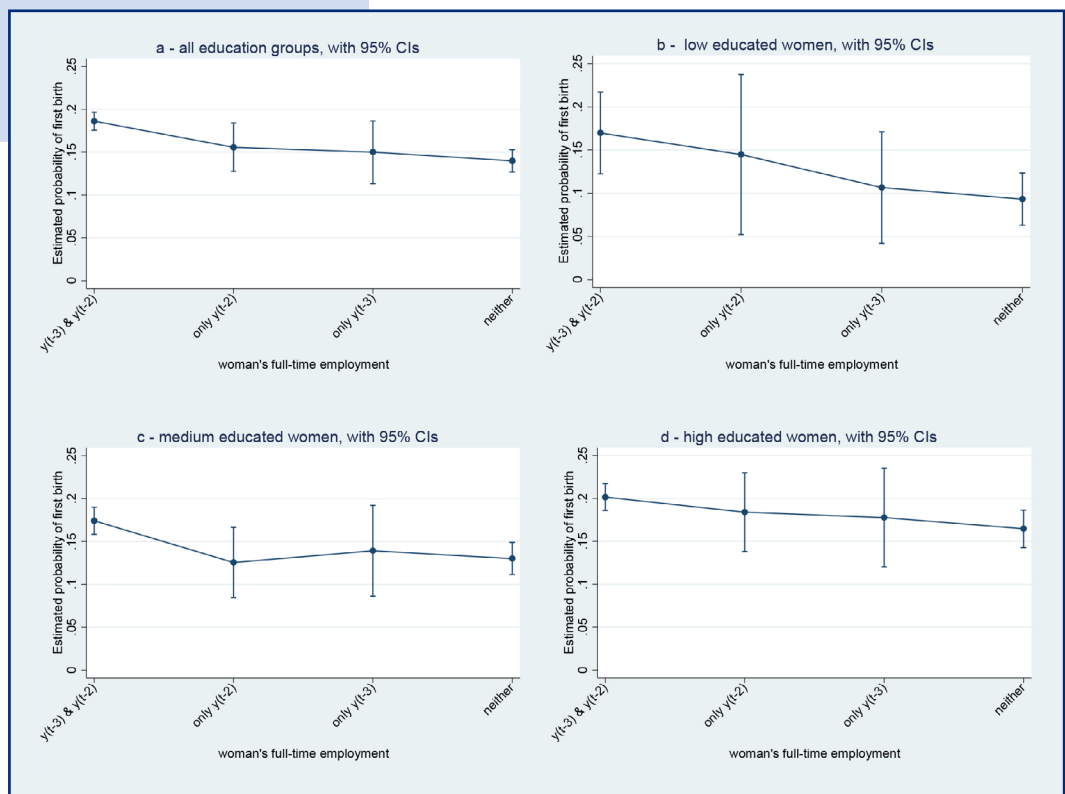 a - all education groups, with 95% CIs
Estimated probability of first birth
.25
.2
.15
.1
.05
0
y(t-3) & y(t-2)
only y(t-2)
only y(t-3)
neither
woman's full-time employment
b - low educated women, with 95% CIs
Estimated probability of first birth
.25
.2
.15
.1
.05
0
y(t-3) & y(t-2)
only y(t-2)
only y(t-3)
neither
woman's full-time employment
c - medium educated women, with 95% CIs
Estimated probability of first birth
.25
.2
.15
.1
.05
0
y(t-3) & y(t-2)
only y(t-2)
only y(t-3)
neither
woman's full-time employment
d - high educated women, with 95% CIs
Estimated probability of first birth
.25
.2
.15
.1
.05
0
y(t-3) & y(t-2)
only y(t-2)
only y(t-3)
neither
woman's full-time employment